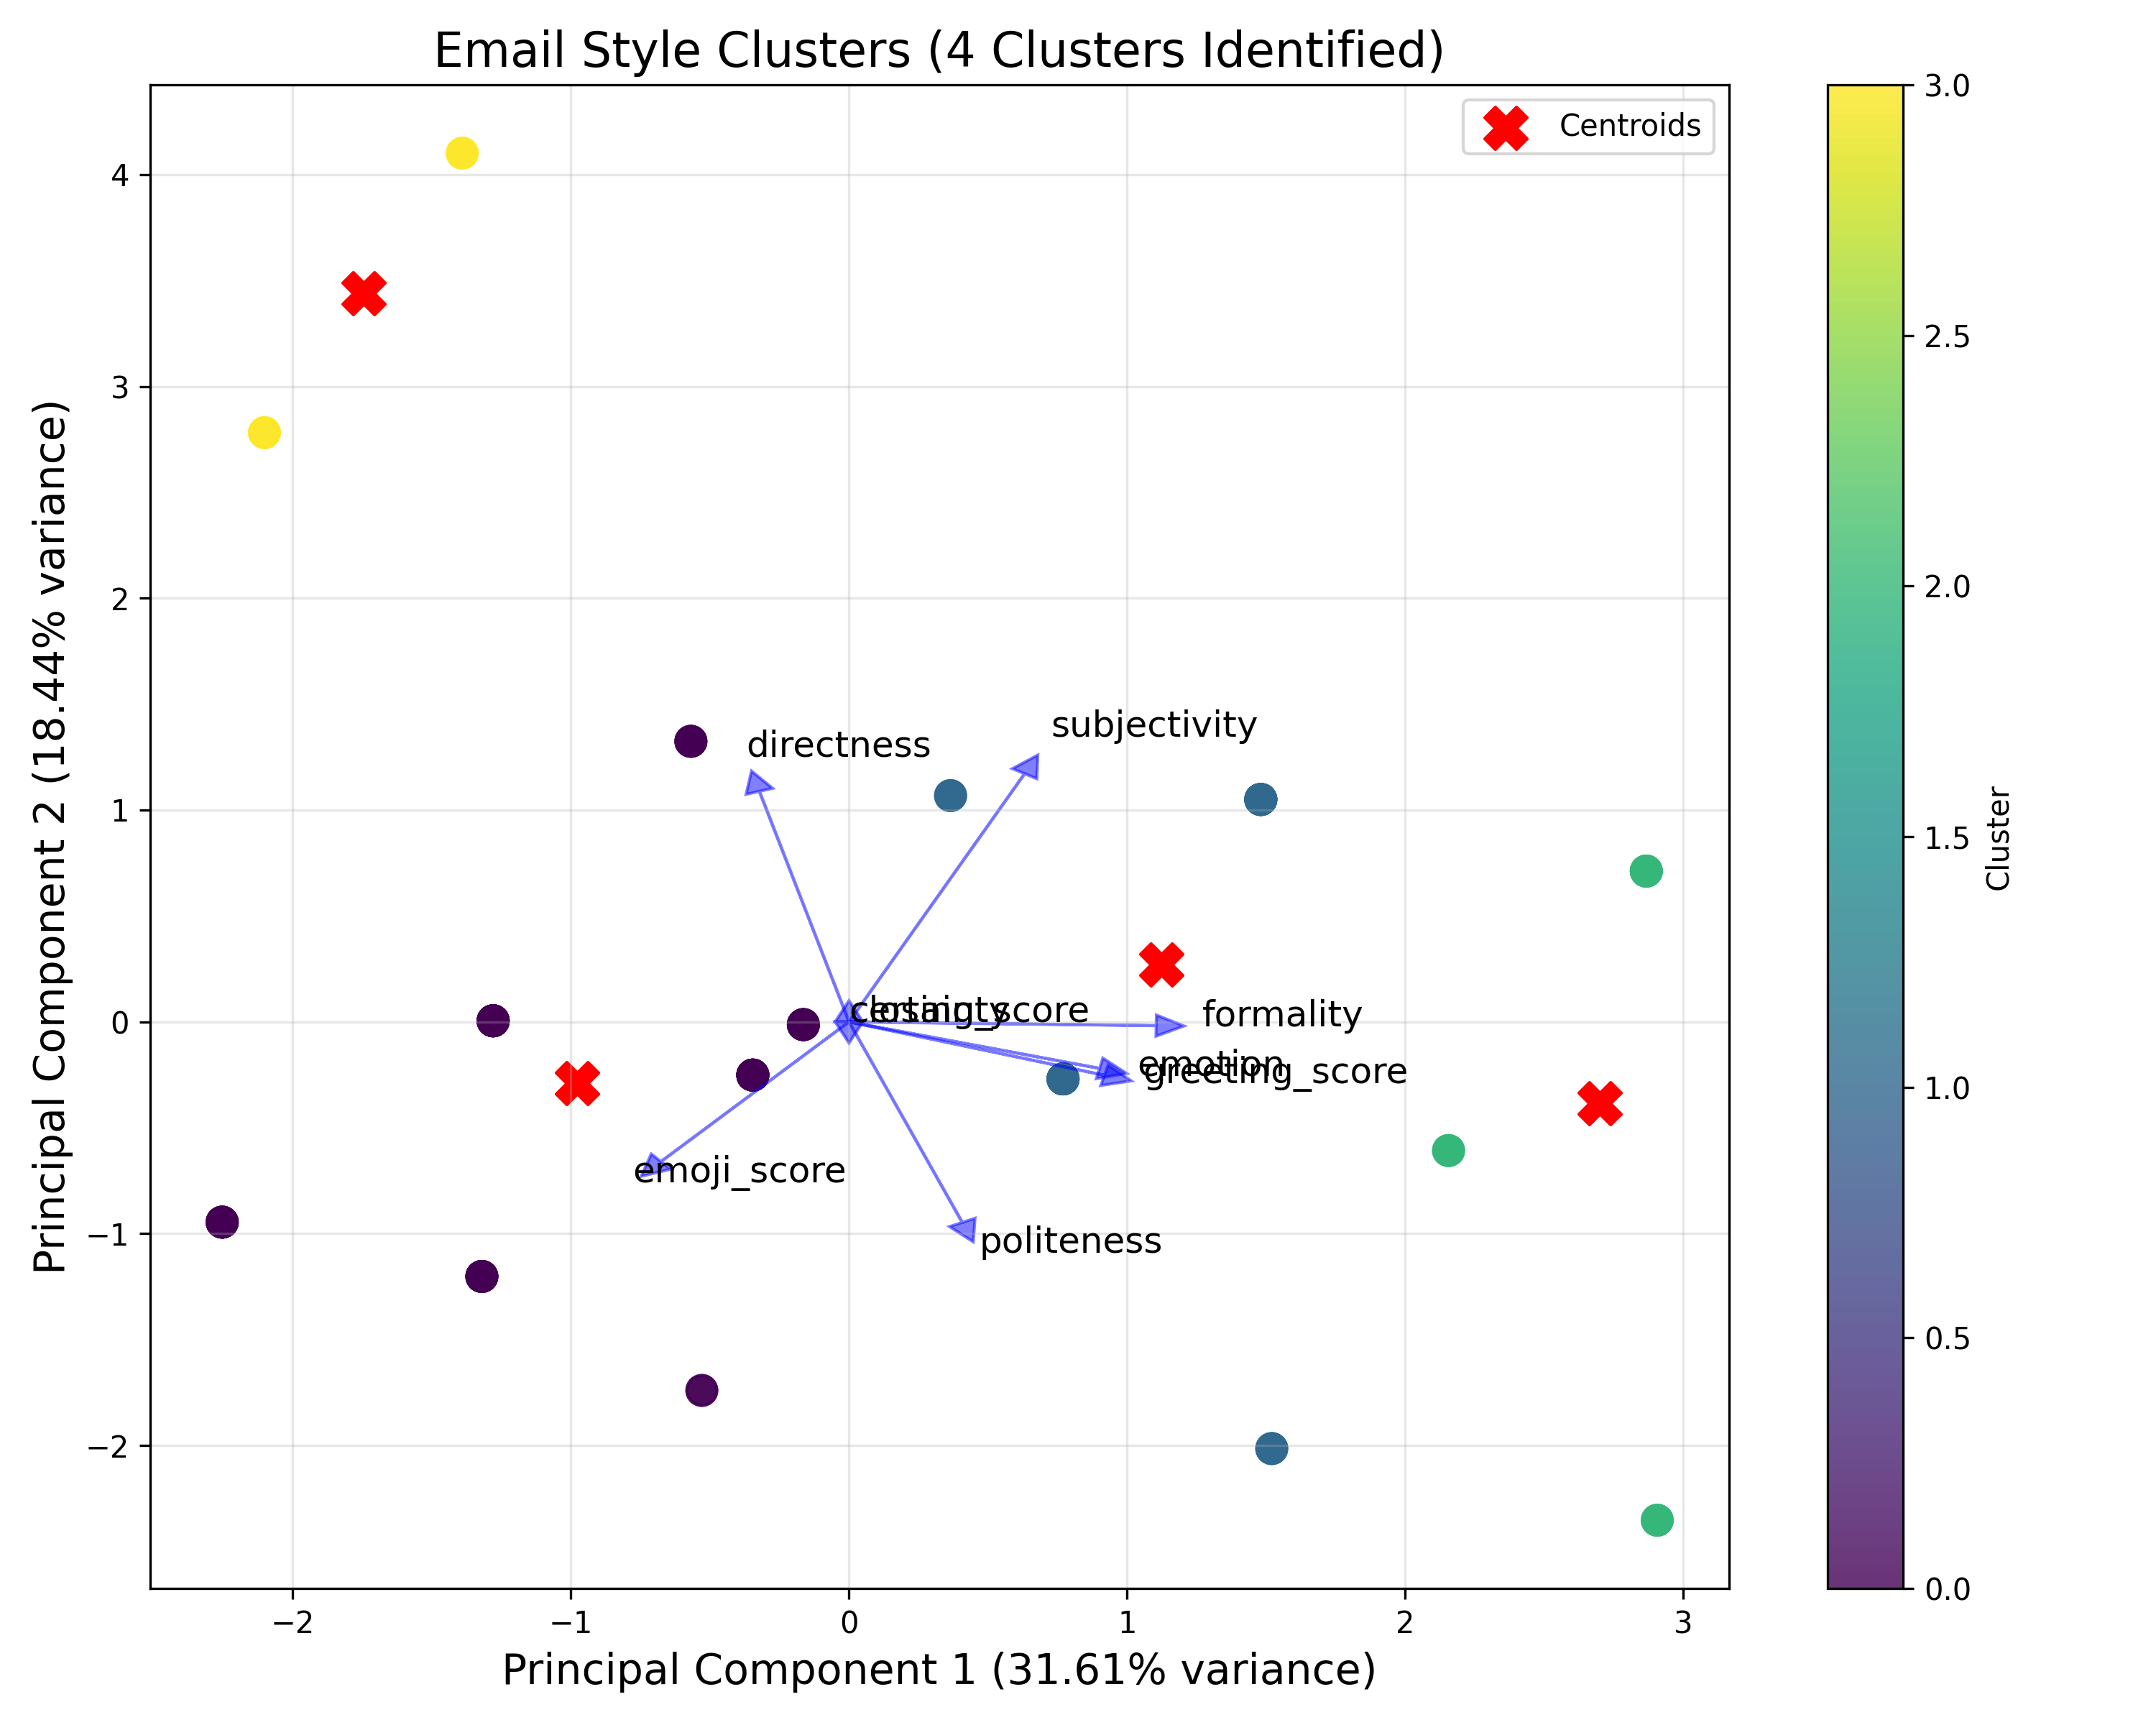 Email Style Clusters (4 Clusters Identified)
Centroids
3.0
2.5
2.0
1.5
1.0
0.5
0.0
Cluster
4
3
2
1
0
−1
−2
Principal Component 2 (18.44% variance)
directness
subjectivity
closing_score
formality
emotion
greeting_score
emoji_score
politeness
−2
−1
0
1
2
3
Principal Component 1 (31.61% variance)